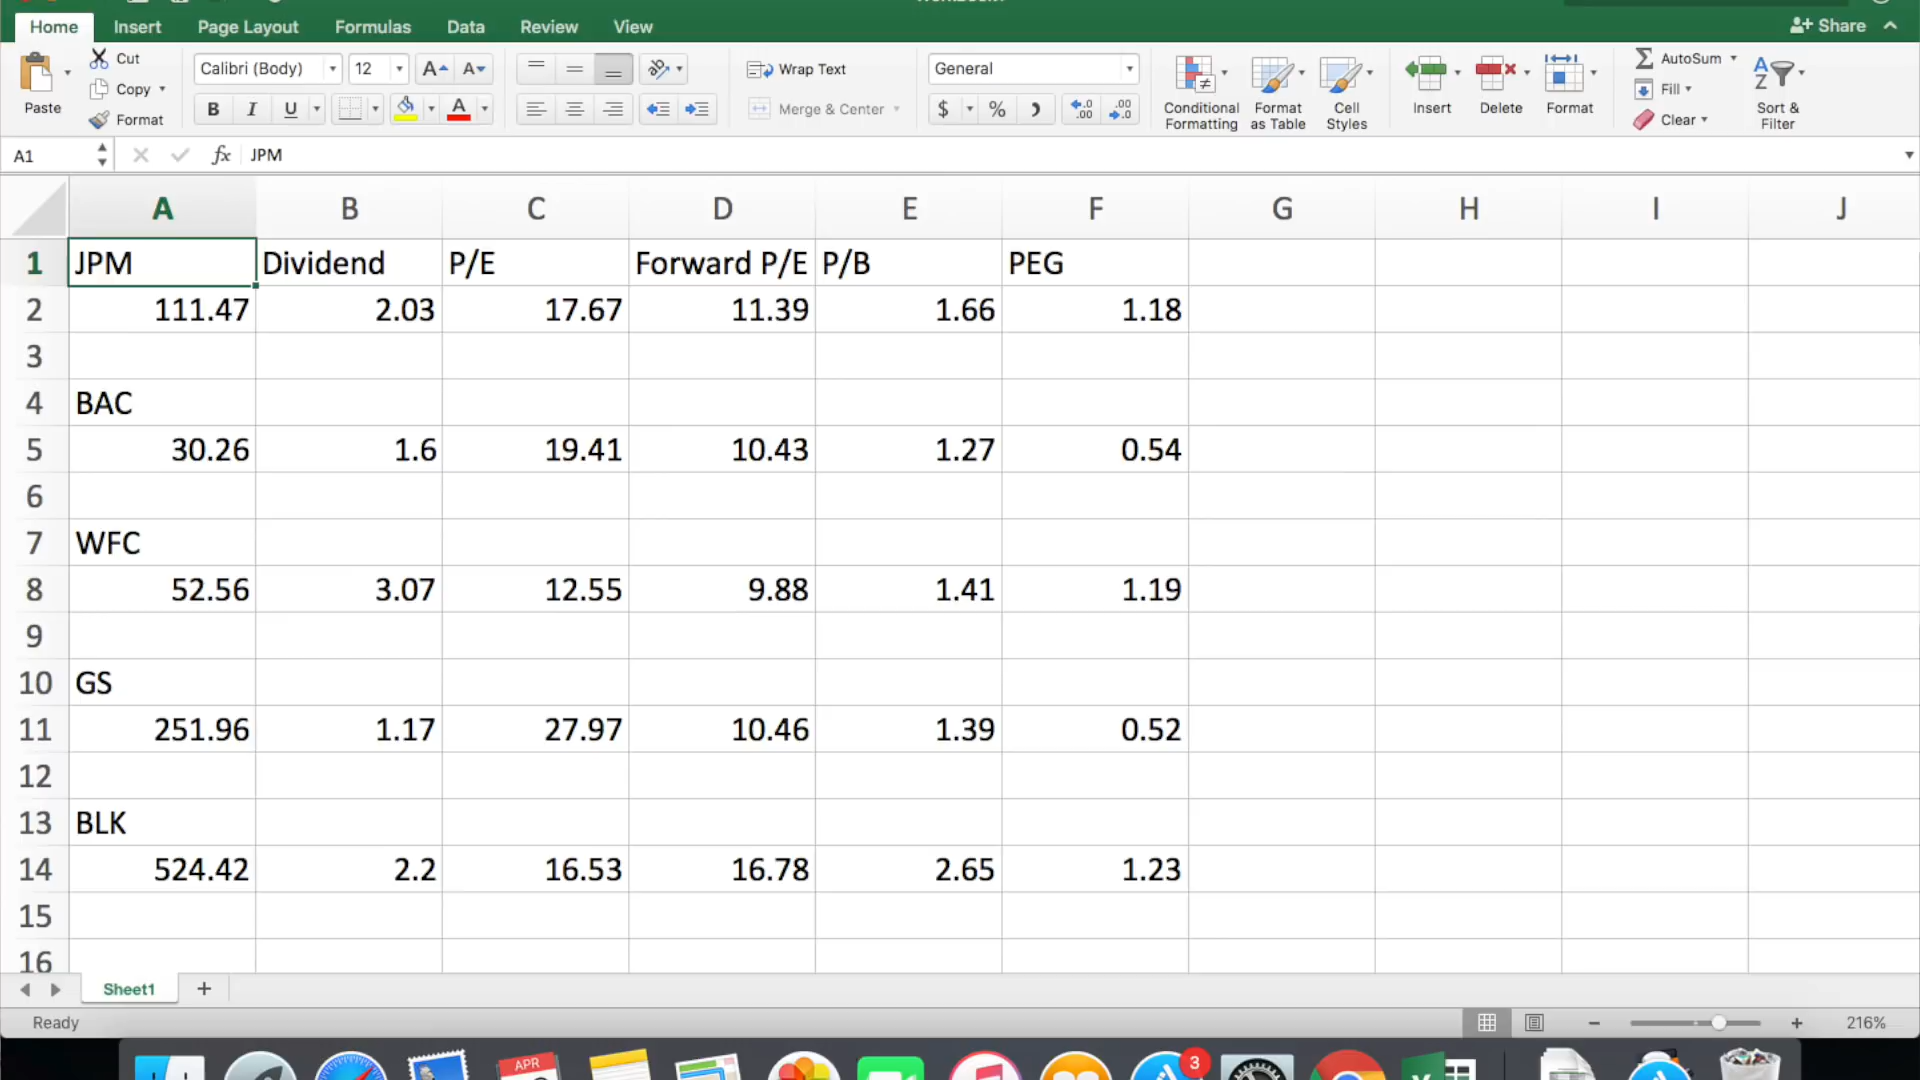 Home Insert Page Layout Formulas Data Review View Share
Cut
Copy
Format
Paste
Calibri (Body) 12 A A
B I U A
Wrap Text
Merge & Center
General
$ % .0 .00 .00 .0
Conditional Formatting
Format as Table
Cell Styles
Insert
Delete
Format
AutoSum
Fill
Clear
Sort & Filter
A1 fx JPM
A B C D E F G H I J
1 JPM Dividend P/E Forward P/E P/B PEG
2 111.47 2.03 17.67 11.39 1.66 1.18
3
4 BAC
5 30.26 1.6 19.41 10.43 1.27 0.54
6
7 WFC
8 52.56 3.07 12.55 9.88 1.41 1.19
9
10 GS
11 251.96 1.17 27.97 10.46 1.39 0.52
12
13 BLK
14 524.42 2.2 16.53 16.78 2.65 1.23
15
16
Sheet1 +
Ready 216%
APR
3